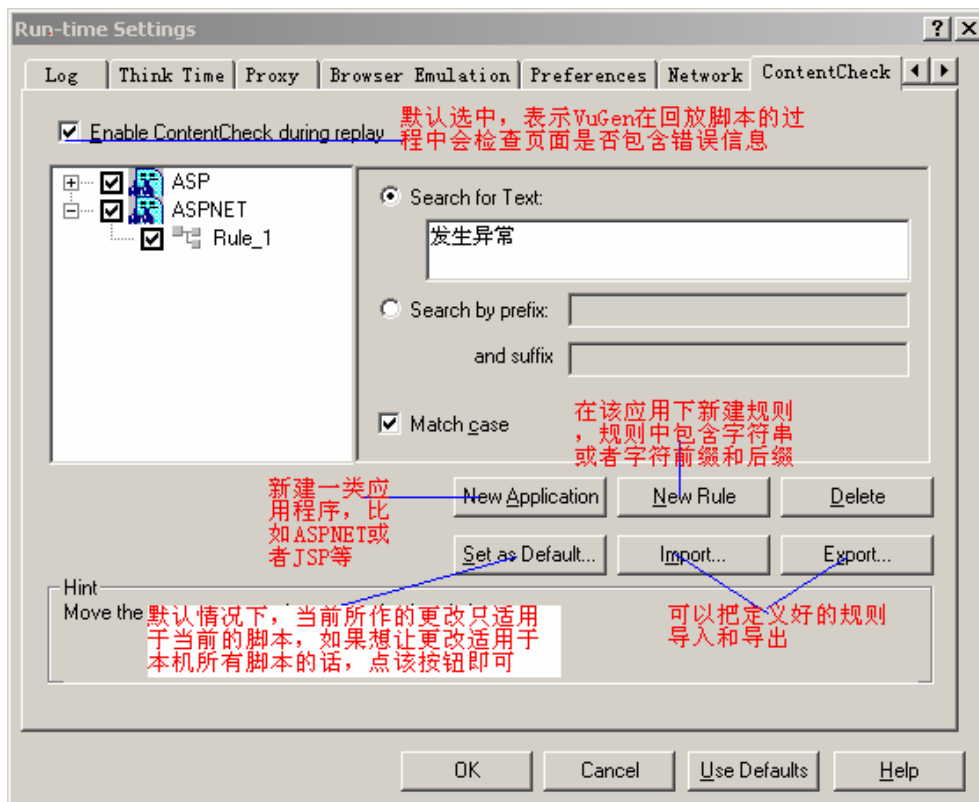 Run-time Settings
Log Think Time Proxy Browser Emulation Preferences Network ContentCheck
Enable ContentCheck during replay
默认选中，表示VuGen在回放脚本的过
程中会检查页面是否包含错误信息
ASP
ASPNET
Rule_1
Search for Text:
发生异常
Search by prefix:
and suffix
Match case
在该应用下新建规则
，规则中包含字符串
或者字符前缀和后缀
新建一类应
用程序，比
如ASPNET或
者JSP等
New Application New Rule Delete
Set as Default... Import... Export...
Hint
Move the
默认情况下，当前所作的更改只适用
于当前的脚本，如果想让更改适用于
本机所有脚本的话，点该按钮即可
可以把定义好的规则
导入和导出
OK Cancel Use Defaults Help